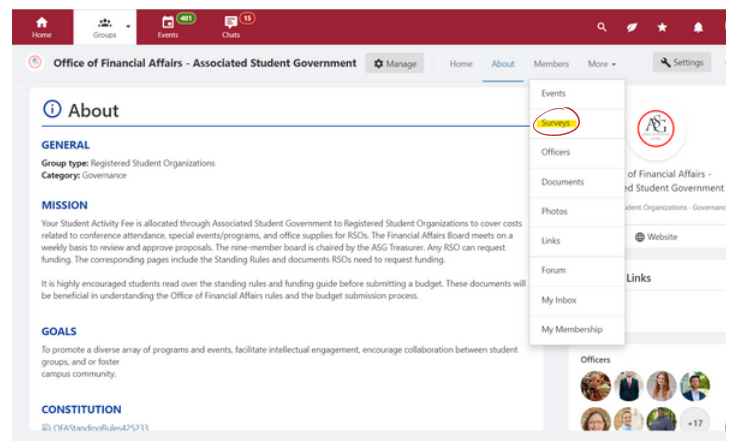 401
15
Home
Groups
Events
Chats
Office of Financial Affairs - Associated Student Government
Manage
Home
About
Members
More
Settings
About
GENERAL
Group type: Registered Student Organizations
Category: Governance
MISSION
Your Student Activity Fee is allocated through Associated Student Government to Registered Student Organizations to cover costs
related to conference attendance, special events/programs, and office supplies for RSOs. The Financial Affairs Board meets on a
weekly basis to review and approve proposals. The nine-member board is chaired by the ASG Treasurer. Any RSO can request
funding. The corresponding pages include the Standing Rules and documents RSOs need to request funding.
It is highly encouraged students read over the standing rules and funding guide before submitting a budget. These documents will
be beneficial in understanding the Office of Financial Affairs rules and the budget submission process.
GOALS
To promote a diverse array of programs and events, facilitate intellectual engagement, encourage collaboration between student
groups, and or foster
campus community.
CONSTITUTION
OFAStandingRules425233
Events
Surveys
Officers
Documents
Photos
Links
Forum
My Inbox
My Membership
ASG
of Financial Affairs -
ed Student Government
udent Organizations - Governanc
Website
Links
Officers
+17